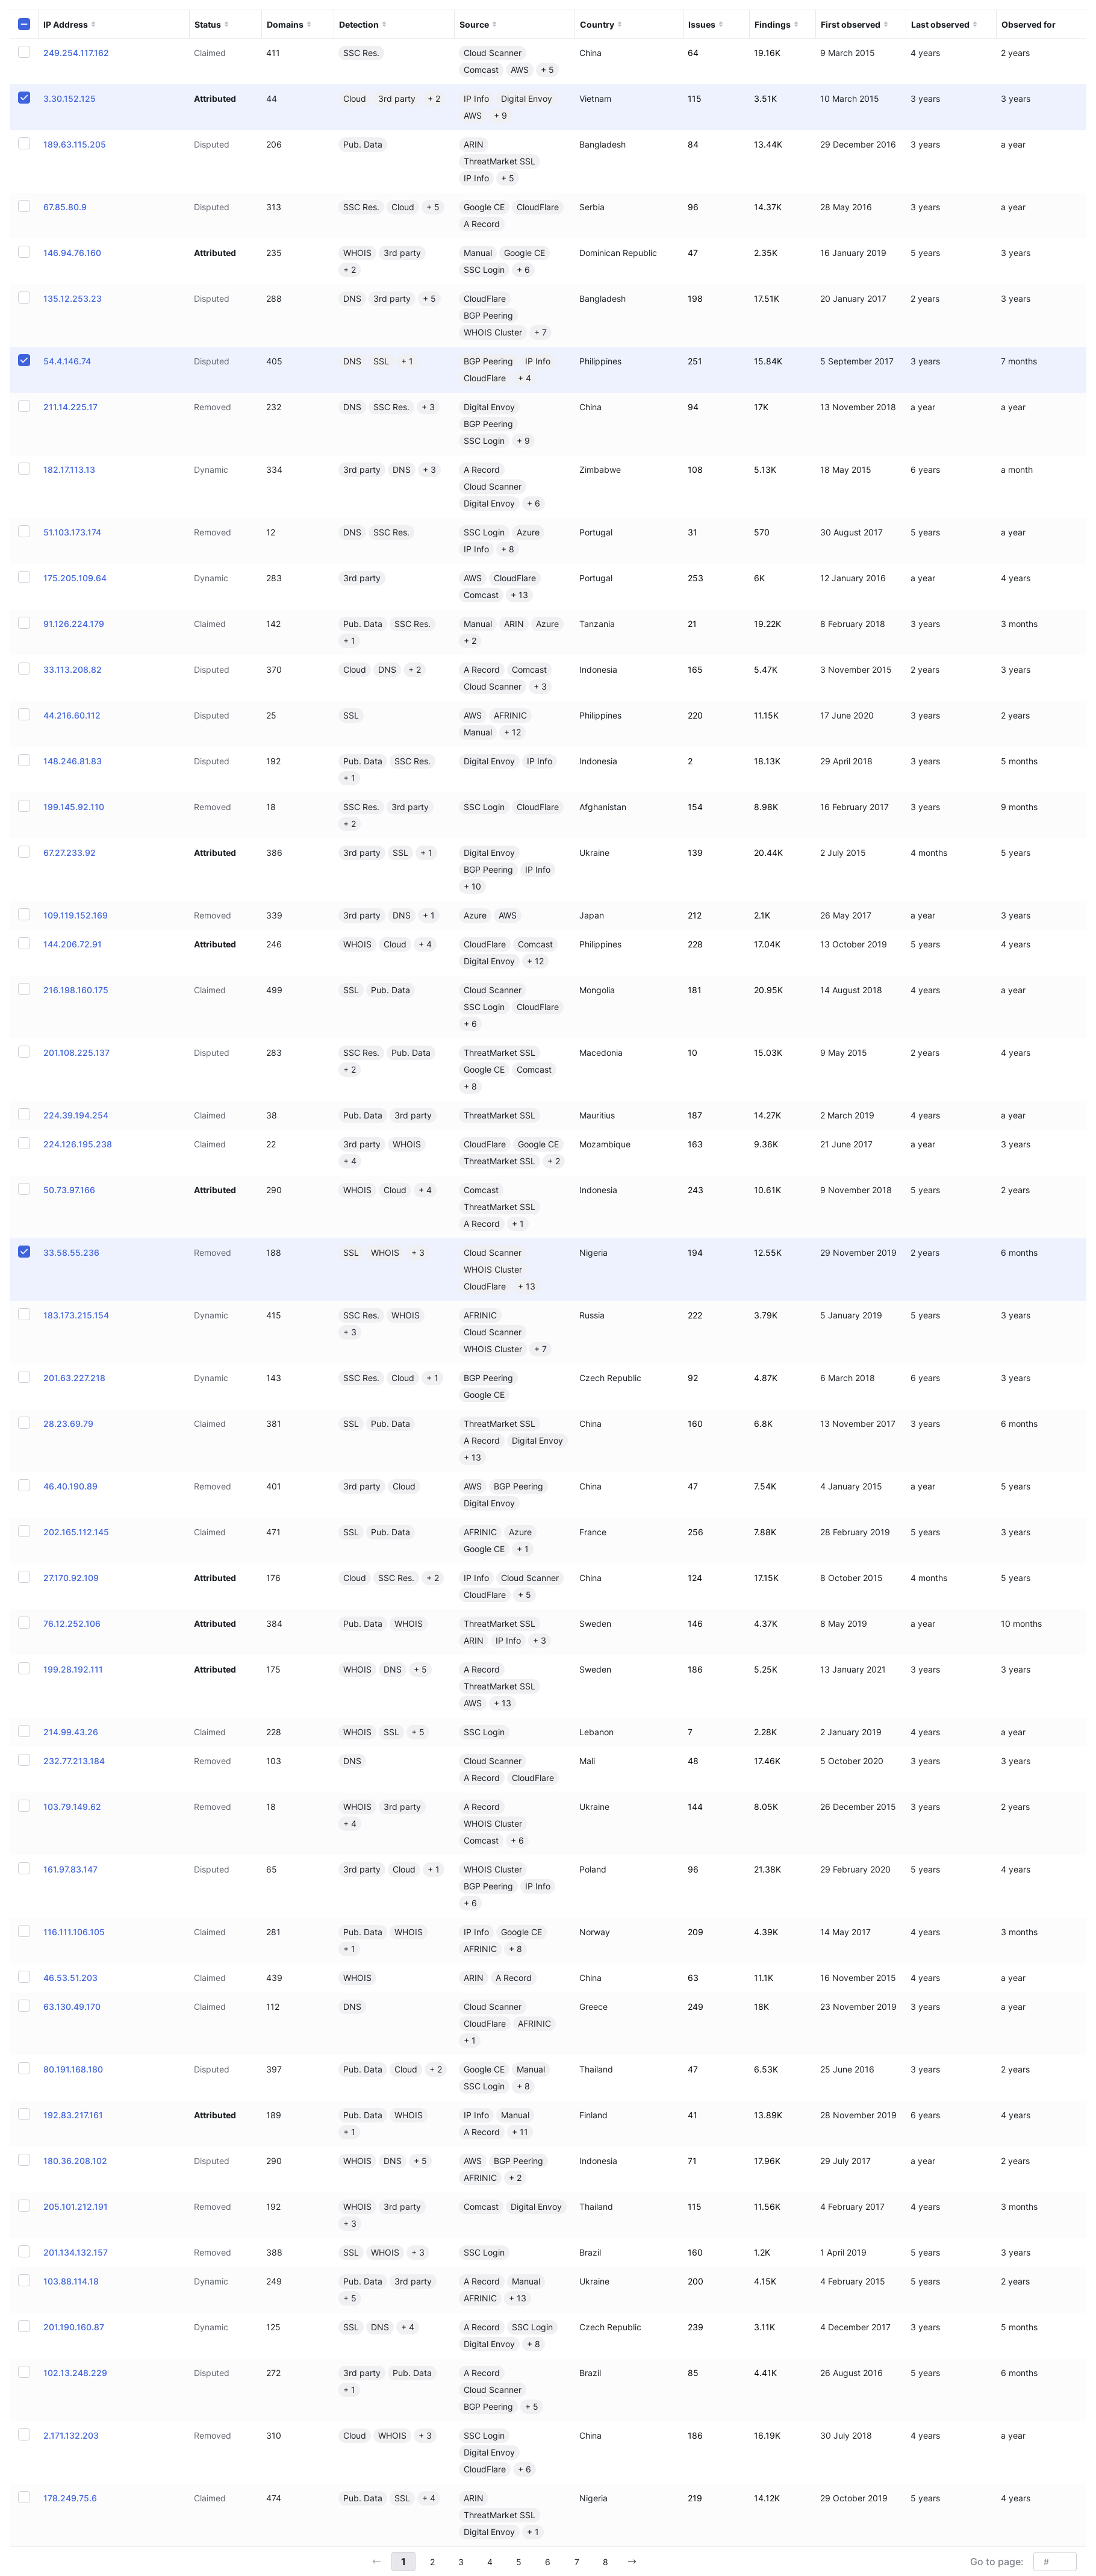 IP Address Status Domains Detection Source Country Issues Findings First observed Last observed Observed for
249.254.117.162 Claimed 411 SSC Res. Cloud Scanner China 64 19.16K 9 March 2015 4 years 2 years
Comcast AWS + 5
3.30.152.125 Attributed 44 Cloud 3rd party + 2 IP Info Digital Envoy Vietnam 115 3.51K 10 March 2015 3 years 3 years
AWS + 9
189.63.115.205 Disputed 206 Pub. Data ARIN Bangladesh 84 13.44K 29 December 2016 3 years a year
ThreatMarket SSL
IP Info + 5
67.85.80.9 Disputed 313 SSC Res. Cloud + 5 Google CE CloudFlare Serbia 96 14.37K 28 May 2016 3 years a year
A Record
146.94.76.160 Attributed 235 WHOIS 3rd party Manual Google CE Dominican Republic 47 2.35K 16 January 2019 5 years 3 years
+ 2 SSC Login + 6
135.12.253.23 Disputed 288 DNS 3rd party + 5 CloudFlare Bangladesh 198 17.51K 20 January 2017 2 years 3 years
BGP Peering
WHOIS Cluster + 7
54.4.146.74 Disputed 405 DNS SSL + 1 BGP Peering IP Info Philippines 251 15.84K 5 September 2017 3 years 7 months
CloudFlare + 4
211.14.225.17 Removed 232 DNS SSC Res. + 3 Digital Envoy China 94 17K 13 November 2018 a year a year
BGP Peering
SSC Login + 9
182.17.113.13 Dynamic 334 3rd party DNS + 3 A Record Zimbabwe 108 5.13K 18 May 2015 6 years a month
Cloud Scanner
Digital Envoy + 6
51.103.173.174 Removed 12 DNS SSC Res. SSC Login Azure Portugal 31 570 30 August 2017 5 years a year
IP Info + 8
175.205.109.64 Dynamic 283 3rd party AWS CloudFlare Portugal 253 6K 12 January 2016 a year 4 years
Comcast + 13
91.126.224.179 Claimed 142 Pub. Data SSC Res. Manual ARIN Azure Tanzania 21 19.22K 8 February 2018 3 years 3 months
+ 1 + 2
33.113.208.82 Disputed 370 Cloud DNS + 2 A Record Comcast Indonesia 165 5.47K 3 November 2015 2 years 3 years
Cloud Scanner + 3
44.216.60.112 Disputed 25 SSL AWS AFRINIC Philippines 220 11.15K 17 June 2020 3 years 2 years
Manual + 12
148.246.81.83 Disputed 192 Pub. Data SSC Res. Digital Envoy IP Info Indonesia 2 18.13K 29 April 2018 3 years 5 months
+ 1
199.145.92.110 Removed 18 SSC Res. 3rd party SSC Login CloudFlare Afghanistan 154 8.98K 16 February 2017 3 years 9 months
+ 2
67.27.233.92 Attributed 386 3rd party SSL + 1 Digital Envoy Ukraine 139 20.44K 2 July 2015 4 months 5 years
BGP Peering IP Info
+ 10
109.119.152.169 Removed 339 3rd party DNS + 1 Azure AWS Japan 212 2.1K 26 May 2017 a year 3 years
144.206.72.91 Attributed 246 WHOIS Cloud + 4 CloudFlare Comcast Philippines 228 17.04K 13 October 2019 5 years 4 years
Digital Envoy + 12
216.198.160.175 Claimed 499 SSL Pub. Data Cloud Scanner Mongolia 181 20.95K 14 August 2018 4 years a year
SSC Login CloudFlare
+ 6
201.108.225.137 Disputed 283 SSC Res. Pub. Data ThreatMarket SSL Macedonia 10 15.03K 9 May 2015 2 years 4 years
+ 2 Google CE Comcast
+ 8
224.39.194.254 Claimed 38 Pub. Data 3rd party ThreatMarket SSL Mauritius 187 14.27K 2 March 2019 4 years a year
224.126.195.238 Claimed 22 3rd party WHOIS CloudFlare Google CE Mozambique 163 9.36K 21 June 2017 a year 3 years
+ 4 ThreatMarket SSL + 2
50.73.97.166 Attributed 290 WHOIS Cloud + 4 Comcast Indonesia 243 10.61K 9 November 2018 5 years 2 years
ThreatMarket SSL
A Record + 1
33.58.55.236 Removed 188 SSL WHOIS + 3 Cloud Scanner Nigeria 194 12.55K 29 November 2019 2 years 6 months
WHOIS Cluster
CloudFlare + 13
183.173.215.154 Dynamic 415 SSC Res. WHOIS AFRINIC Russia 222 3.79K 5 January 2019 5 years 3 years
+ 3 Cloud Scanner
WHOIS Cluster + 7
201.63.227.218 Dynamic 143 SSC Res. Cloud + 1 BGP Peering Czech Republic 92 4.87K 6 March 2018 6 years 3 years
Google CE
28.23.69.79 Claimed 381 SSL Pub. Data ThreatMarket SSL China 160 6.8K 13 November 2017 3 years 6 months
A Record Digital Envoy
+ 13
46.40.190.89 Removed 401 3rd party Cloud AWS BGP Peering China 47 7.54K 4 January 2015 a year 5 years
Digital Envoy
202.165.112.145 Claimed 471 SSL Pub. Data AFRINIC Azure France 256 7.88K 28 February 2019 5 years 3 years
Google CE + 1
27.170.92.109 Attributed 176 Cloud SSC Res. + 2 IP Info Cloud Scanner China 124 17.15K 8 October 2015 4 months 5 years
CloudFlare + 5
76.12.252.106 Attributed 384 Pub. Data WHOIS ThreatMarket SSL Sweden 146 4.37K 8 May 2019 a year 10 months
ARIN IP Info + 3
199.28.192.111 Attributed 175 WHOIS DNS + 5 A Record Sweden 186 5.25K 13 January 2021 3 years 3 years
ThreatMarket SSL
AWS + 13
214.99.43.26 Claimed 228 WHOIS SSL + 5 SSC Login Lebanon 7 2.28K 2 January 2019 4 years a year
232.77.213.184 Removed 103 DNS Cloud Scanner Mali 48 17.46K 5 October 2020 3 years 3 years
A Record CloudFlare
103.79.149.62 Removed 18 WHOIS 3rd party A Record Ukraine 144 8.05K 26 December 2015 3 years 2 years
+ 4 WHOIS Cluster
Comcast + 6
161.97.83.147 Disputed 65 3rd party Cloud + 1 WHOIS Cluster Poland 96 21.38K 29 February 2020 5 years 4 years
BGP Peering IP Info
+ 6
116.111.106.105 Claimed 281 Pub. Data WHOIS IP Info Google CE Norway 209 4.39K 14 May 2017 4 years 3 months
+ 1 AFRINIC + 8
46.53.51.203 Claimed 439 WHOIS ARIN A Record China 63 11.1K 16 November 2015 4 years a year
63.130.49.170 Claimed 112 DNS Cloud Scanner Greece 249 18K 23 November 2019 3 years a year
CloudFlare AFRINIC
+ 1
80.191.168.180 Disputed 397 Pub. Data Cloud + 2 Google CE Manual Thailand 47 6.53K 25 June 2016 3 years 2 years
SSC Login + 8
192.83.217.161 Attributed 189 Pub. Data WHOIS IP Info Manual Finland 41 13.89K 28 November 2019 6 years 4 years
+ 1 A Record + 11
180.36.208.102 Disputed 290 WHOIS DNS + 5 AWS BGP Peering Indonesia 71 17.96K 29 July 2017 a year 2 years
AFRINIC + 2
205.101.212.191 Removed 192 WHOIS 3rd party Comcast Digital Envoy Thailand 115 11.56K 4 February 2017 4 years 3 months
+ 3
201.134.132.157 Removed 388 SSL WHOIS + 3 SSC Login Brazil 160 1.2K 1 April 2019 5 years 3 years
103.88.114.18 Dynamic 249 Pub. Data 3rd party A Record Manual Ukraine 200 4.15K 4 February 2015 5 years 2 years
+ 5 AFRINIC + 13
201.190.160.87 Dynamic 125 SSL DNS + 4 A Record SSC Login Czech Republic 239 3.11K 4 December 2017 3 years 5 months
Digital Envoy + 8
102.13.248.229 Disputed 272 3rd party Pub. Data A Record Brazil 85 4.41K 26 August 2016 5 years 6 months
+ 1 Cloud Scanner
BGP Peering + 5
2.171.132.203 Removed 310 Cloud WHOIS + 3 SSC Login China 186 16.19K 30 July 2018 4 years a year
Digital Envoy
CloudFlare + 6
178.249.75.6 Claimed 474 Pub. Data SSL + 4 ARIN Nigeria 219 14.12K 29 October 2019 5 years 4 years
ThreatMarket SSL
Digital Envoy + 1
← 1 2 3 4 5 6 7 8 → Go to page: #